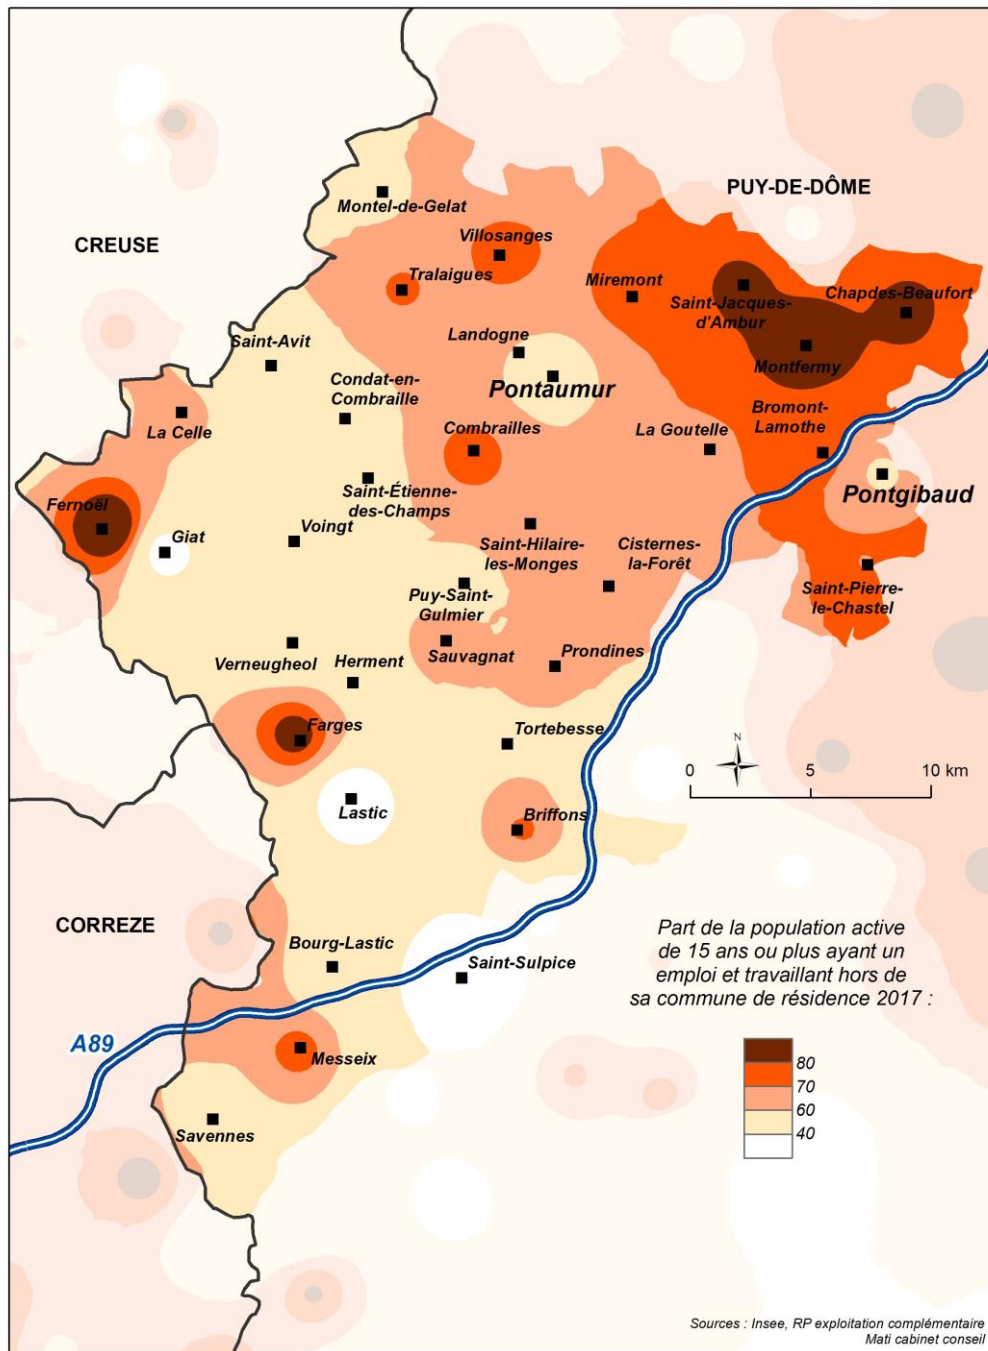 PUY-DE-DÔME
Montel-de-Gelat
CREUSE
Villosanges
Tralaigues
Miremont
Saint-Jacques-
d'Ambur
Chapdes-Beaufort
Saint-Avit
Landogne
Montfermy
Condat-en-
Combraille
Pontaumur
Bromont-
Lamothe
La Celle
Combrailles
La Goutelle
Fernoël
Saint-Étienne-
des-Champs
Pontgibaud
Giat
Voingt
Saint-Hilaire-
les-Monges
Cisternes-
la-Forêt
Puy-Saint-
Gulmier
Saint-Pierre-
le-Chastel
Verneugheol
Herment
Sauvagnat
Prondines
Farges
Tortebesse
N
0 5 10 km
Lastic
Briffons
CORREZE
Bourg-Lastic
Saint-Sulpice
Part de la population active
de 15 ans ou plus ayant un
emploi et travaillant hors de
sa commune de résidence 2017 :
A89
Messeix
80
70
60
40
Savennes
Sources : Insee, RP exploitation complémentaire
Mati cabinet conseil